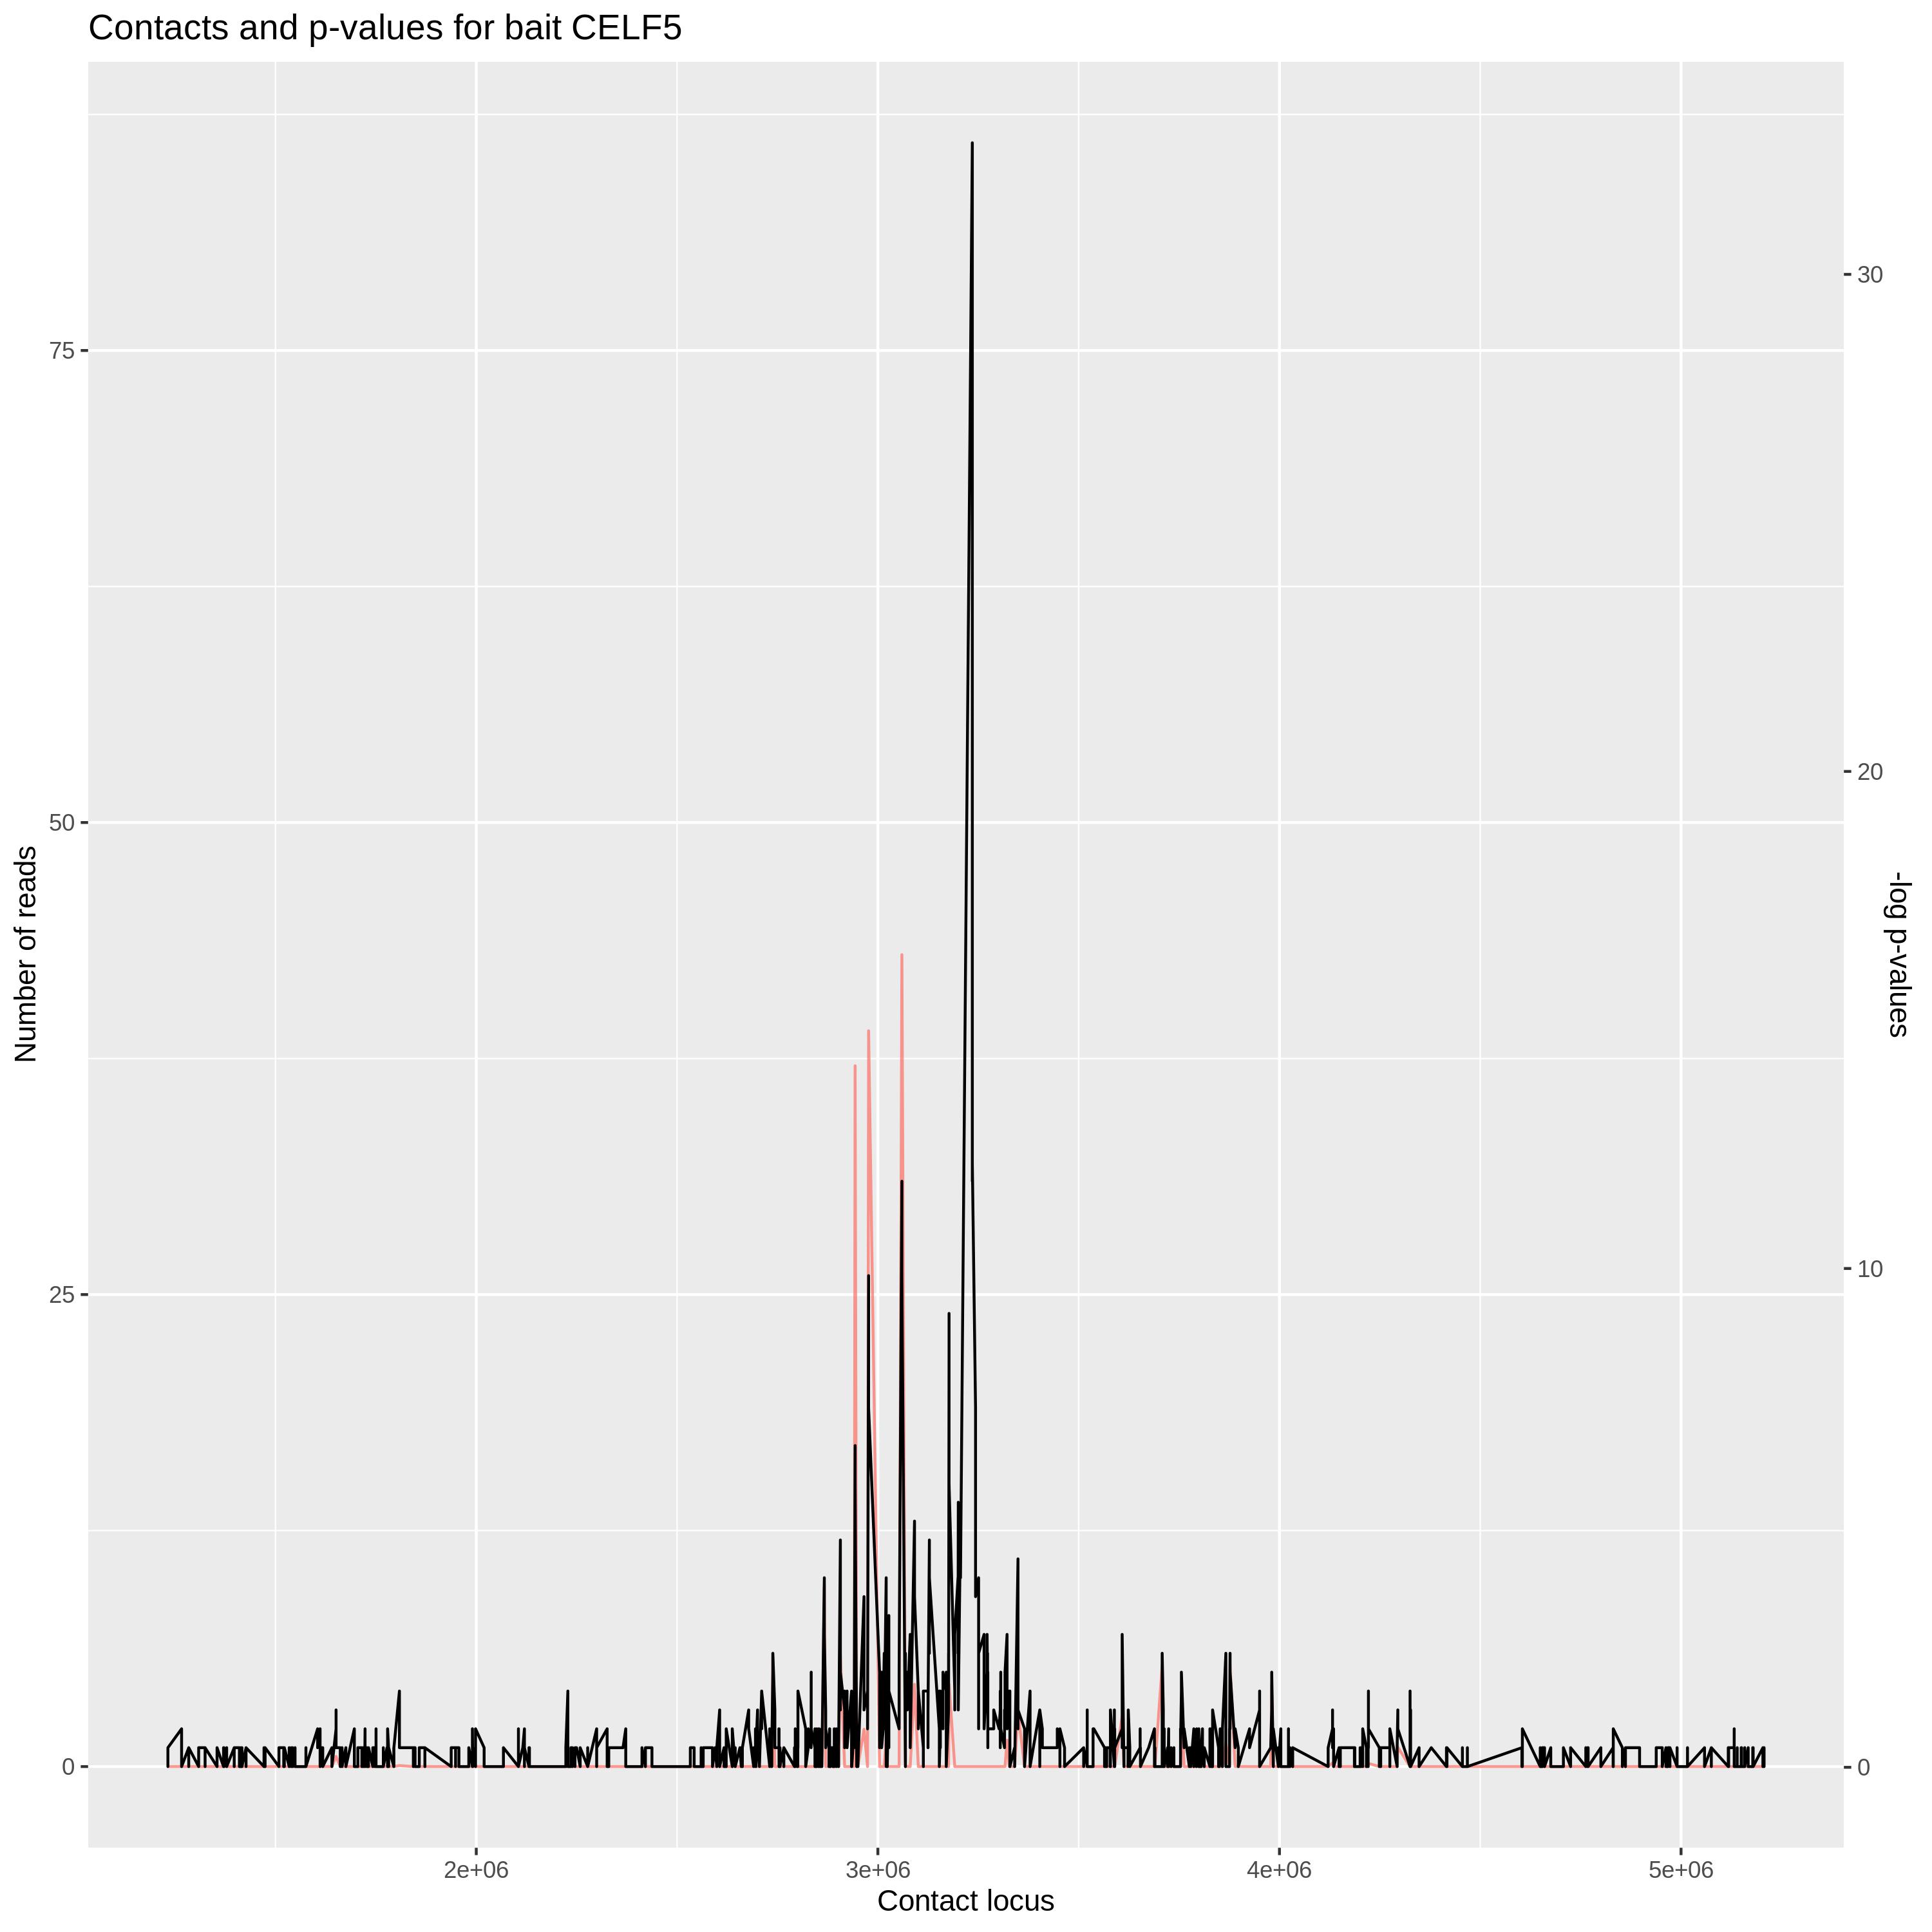 Contacts and p-values for bait CELF5
Number of reads
75
50
25
0
30
20
10
0
-log p-values
2e+06
3e+06
4e+06
5e+06
Contact locus